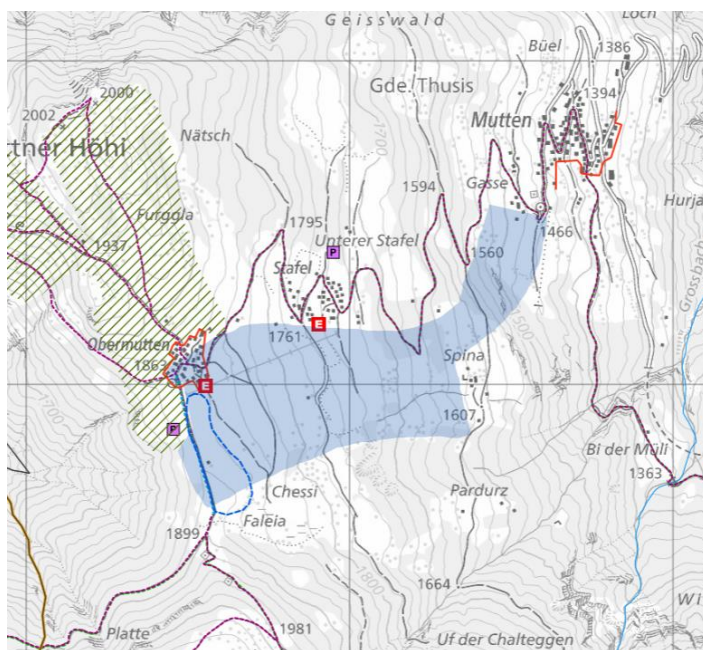 Geisswald
Loch
Büel
1386
Gde. Thusis
2000
1394
2002
1700
Mutten
tner Höhi
Nätsch
Gasse
1594
Furggla
1795
Hurja
Unterer Stafel
1466
P
1937
1560
Stafel
Grossbach
E
1500
Obermutten
1761
Spina
1863
E
1607
1700
P
Bi der Müli
Chessi
Pardurz
1363
Faleia
1899
1800
1664
Wi
Platte
1981
Uf der Chalteggen